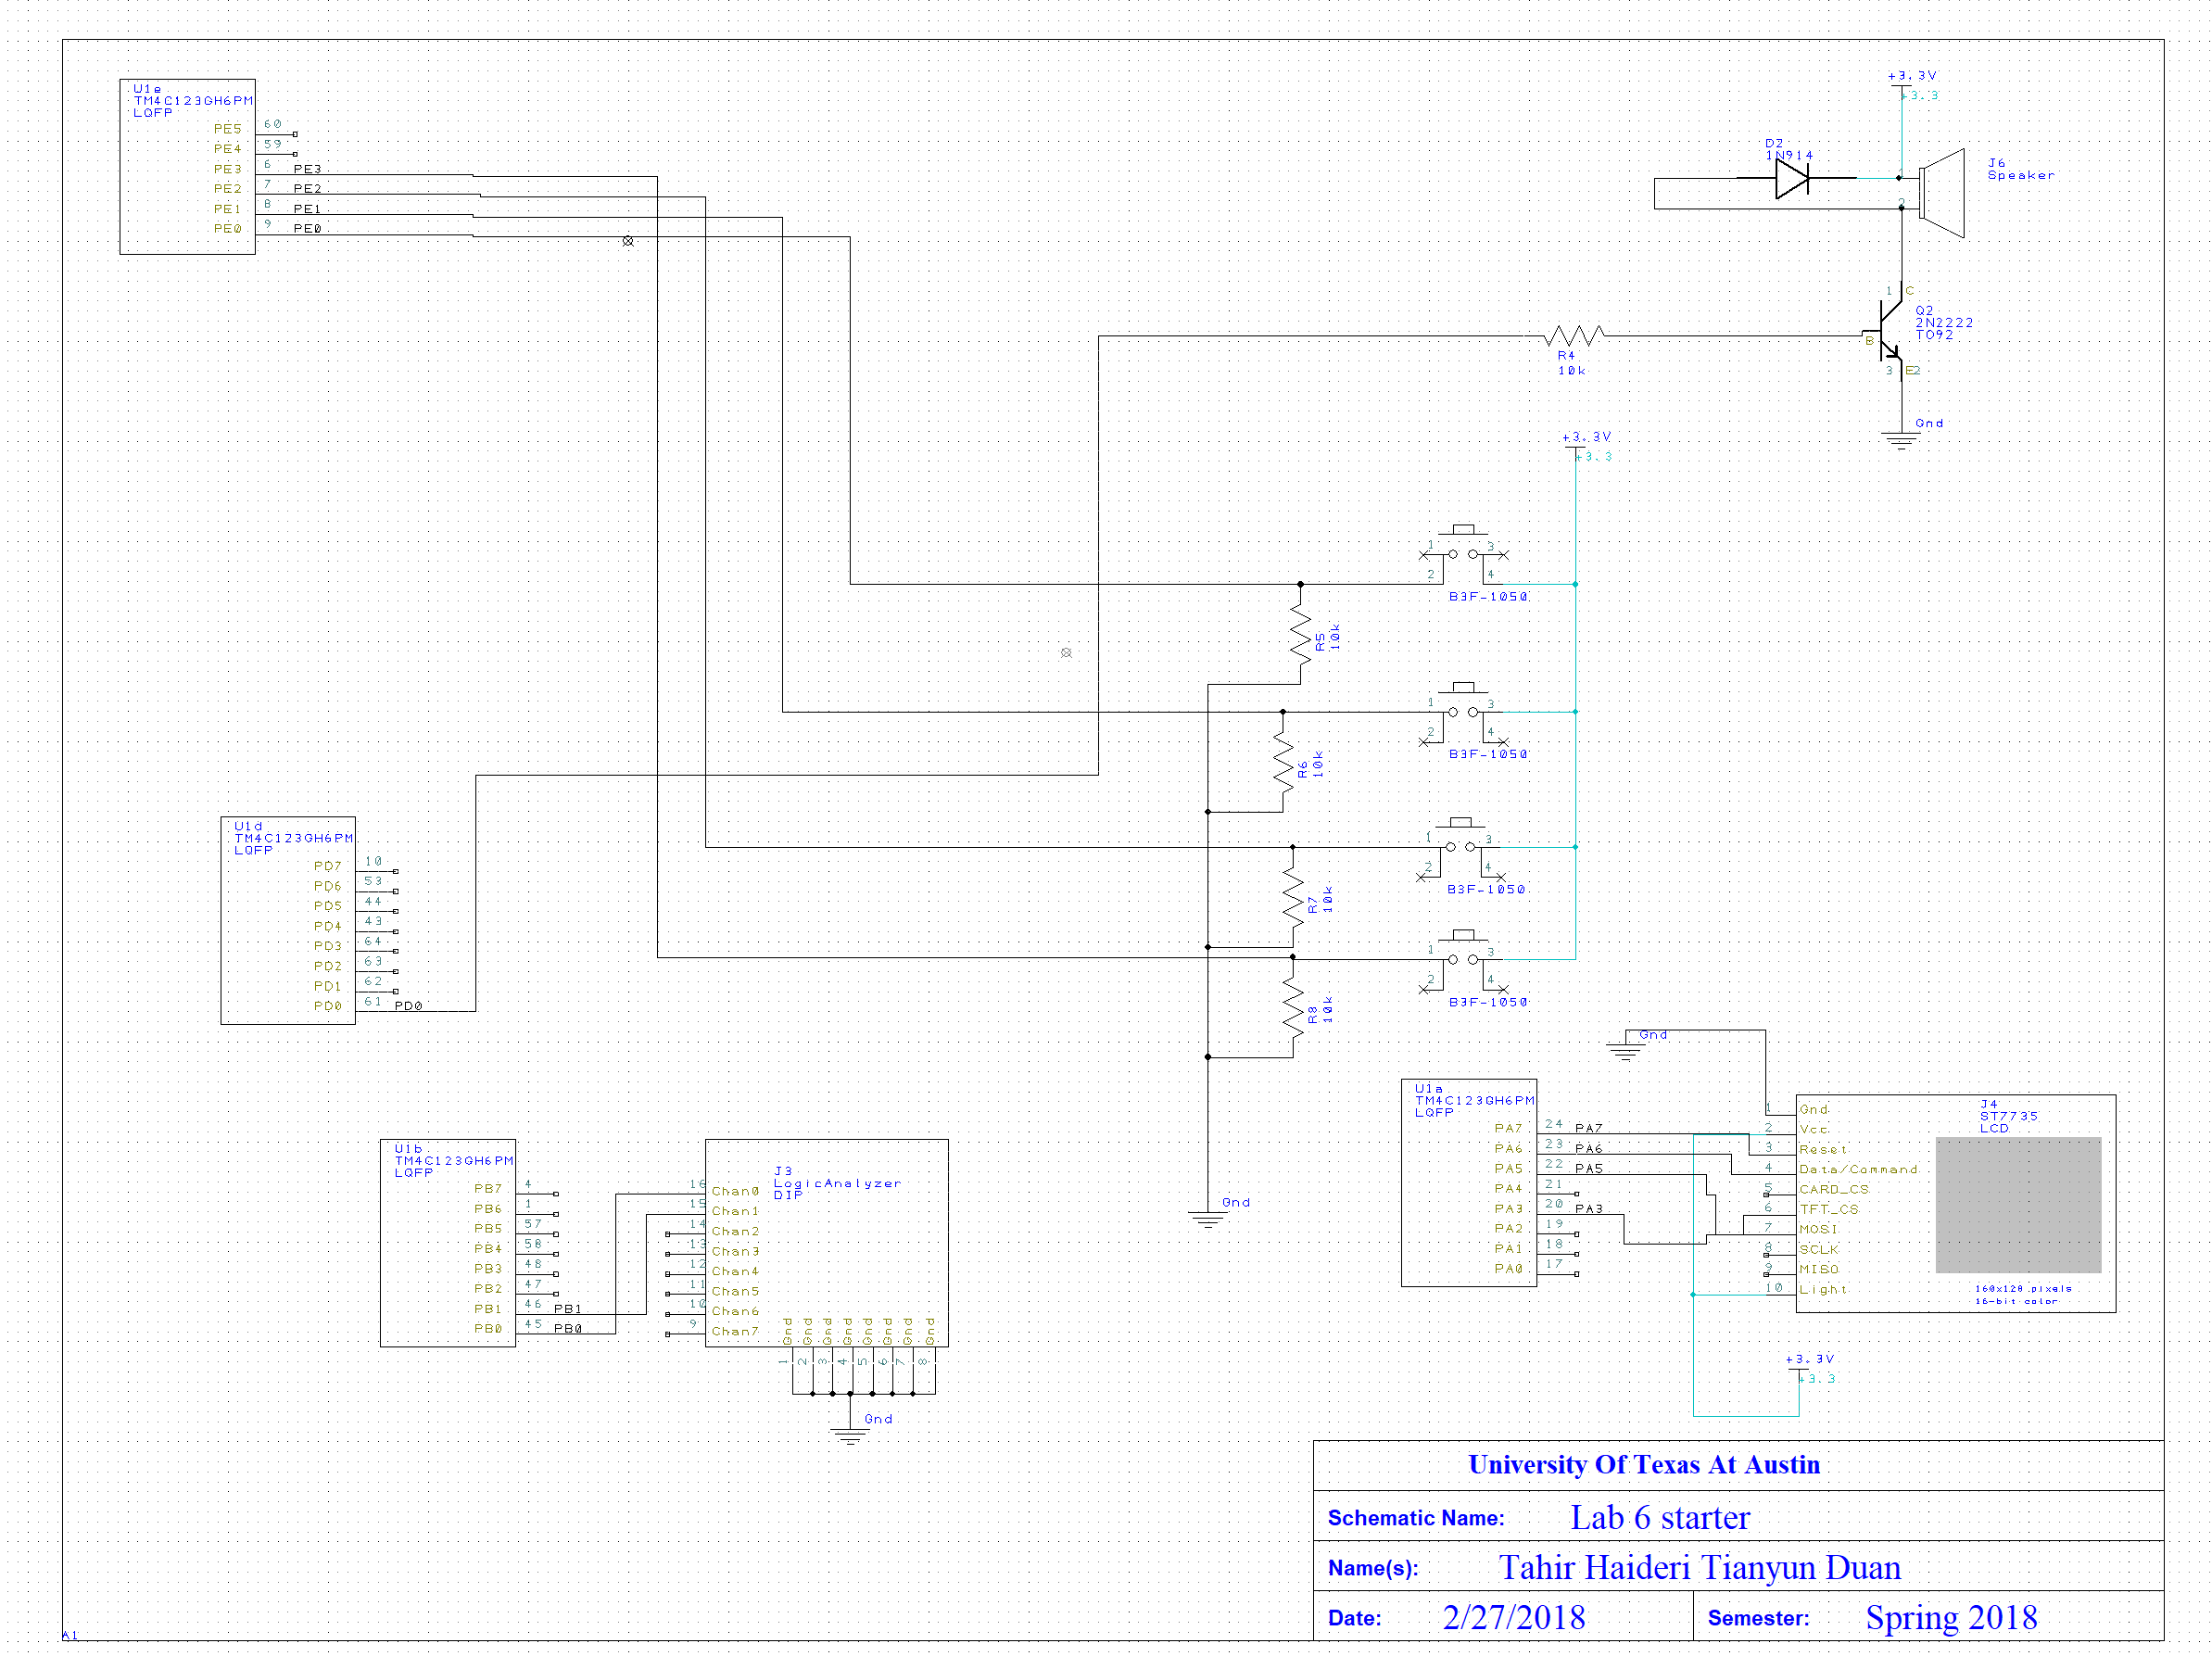 U1e
TM4C123GH6PM
LQFP
PE5 60
PE4 59
PE3 6 PE3
PE2 7 PE2
PE1 8 PE1
PE0 9 PE0
+3.3V
+3.3
D2
1N914
J6
Speaker
2
1 C
Q2
2N2222
TO92
B
3 E2
Gnd
R4
10k
+3.3V
+3.3
1 3
2 4
B3F-1050
R5
10k
1 3
2 4
B3F-1050
R6
10k
1 3
2 4
B3F-1050
R7
10k
1 3
2 4
B3F-1050
R8
10k
Gnd
U1d
TM4C123GH6PM
LQFP
PD7 10
PD6 53
PD5 44
PD4 43
PD3 64
PD2 63
PD1 62
PD0 61 PD0
U1b
TM4C123GH6PM
LQFP
PB7 4
PB6 1
PB5 57
PB4 58
PB3 48
PB2 47
PB1 46 PB1
PB0 45 PB0
J3
LogicAnalyzer
DIP
16 Chan0
15 Chan1
14 Chan2
13 Chan3
12 Chan4
11 Chan5
10 Chan6
9 Chan7
Gnd Gnd Gnd Gnd Gnd Gnd Gnd Gnd
1 2 3 4 5 6 7 8
Gnd
Gnd
U1a
TM4C123GH6PM
LQFP
PA7 24 PA7
PA6 23 PA6
PA5 22 PA5
PA4 21
PA3 20 PA3
PA2 19
PA1 18
PA0 17
J4
ST7735
LCD
1 Gnd
2 Vcc
3 Reset
4 Data/Command
5 CARD_CS
6 TFT_CS
7 MOSI
8 SCLK
9 MISO
10 Light
160x128 pixels
16-bit color
+3.3V
+3.3
University Of Texas At Austin
Schematic Name: Lab 6 starter
Name(s): Tahir Haideri Tianyun Duan
Date: 2/27/2018 Semester: Spring 2018
A1